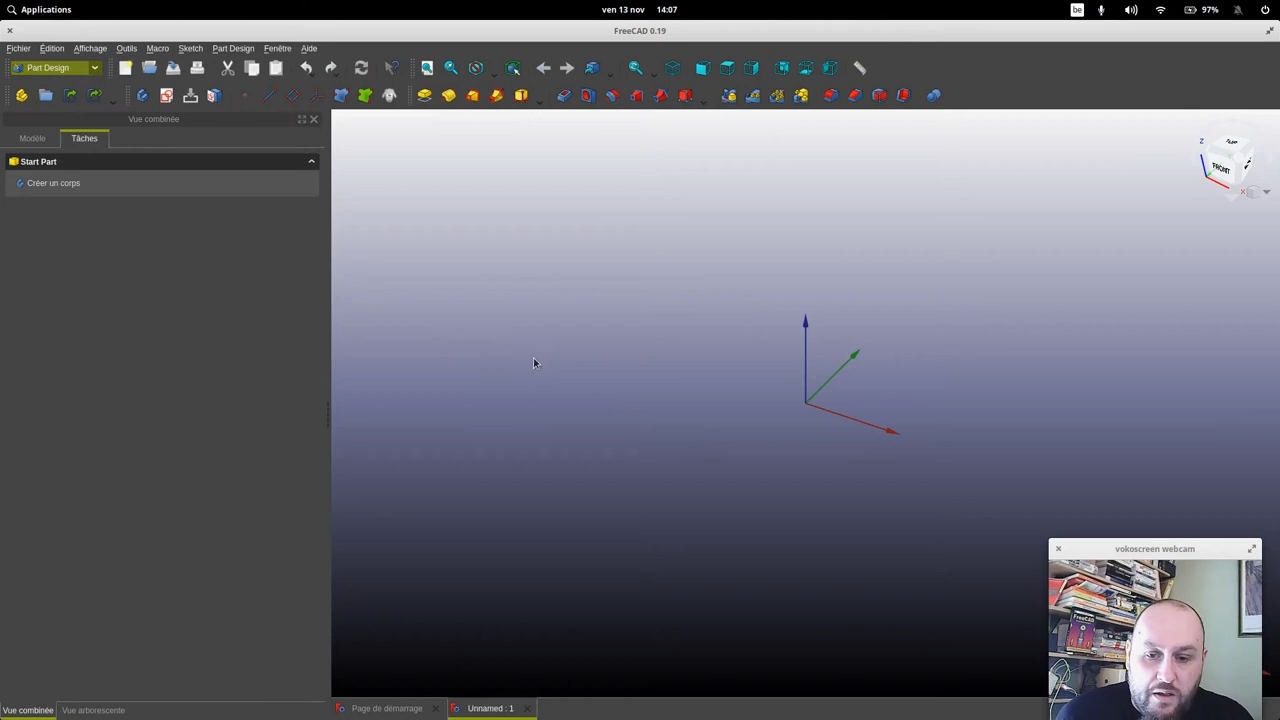 Applications
ven 13 nov 14:07
be
97%
FreeCAD 0.19
Fichier Édition Affichage Outils Macro Sketch Part Design Fenêtre Aide
Part Design
Vue combinée
Modèle Tâches
Start Part
Créer un corps
Z
FRONT
X
vokoscreen webcam
FreeCAD
Vue combinée Vue arborescente
Page de démarrage
Unnamed : 1